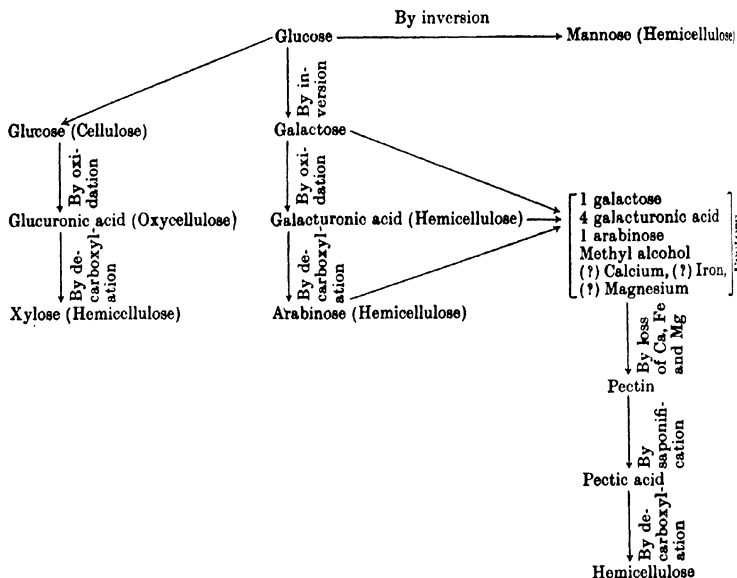 By inversion
Glucose
Mannose (Hemicellulose)
By in-
version
Glucose (Cellulose)
Galactose
By oxi-
dation
By oxi-
dation
Glucuronic acid (Oxycellulose)
Galacturonic acid (Hemicellulose)
1 galactose
4 galacturonic acid
1 arabinose
Methyl alcohol
(?) Calcium, (?) Iron,
(?) Magnesium
By de-
carboxyl-
ation
By de-
carboxyl-
ation
Xylose (Hemicellulose)
Arabinose (Hemicellulose)
By loss
of Ca, Fe
and Mg
Pectin
By
saponifi-
cation
Pectic acid
By de-
carboxyl-
ation
Hemicellulose